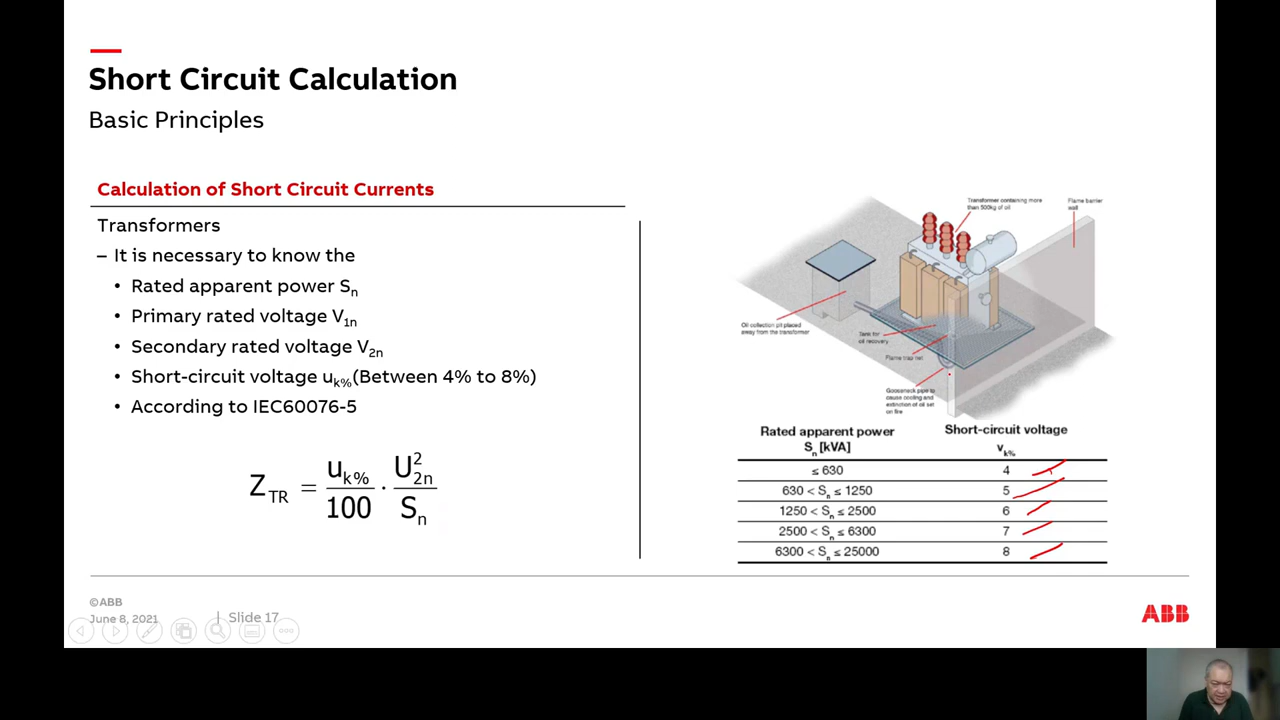 Short Circuit Calculation
Basic Principles
Calculation of Short Circuit Currents
Transformers
– It is necessary to know the
• Rated apparent power Sn
• Primary rated voltage V1n
• Secondary rated voltage V2n
• Short-circuit voltage uk%(Between 4% to 8%)
• According to IEC60076-5
ZTR = uk%/100 · U2n²/Sn
Transformer containing more
than 500kg of oil
Flame barrier
wall
Oil collection pit placed
away from the transformer
Tank for
oil recovery
Flame trap net
Gooseneck pipe to
cause cooling and
extinction of oil set
on fire
Rated apparent power Short-circuit voltage
Sn [kVA] vk%
≤ 630 4
630 < Sn ≤ 1250 5
1250 < Sn ≤ 2500 6
2500 < Sn ≤ 6300 7
6300 < Sn ≤ 25000 8
©ABB
June 8, 2021 | Slide 17
ABB